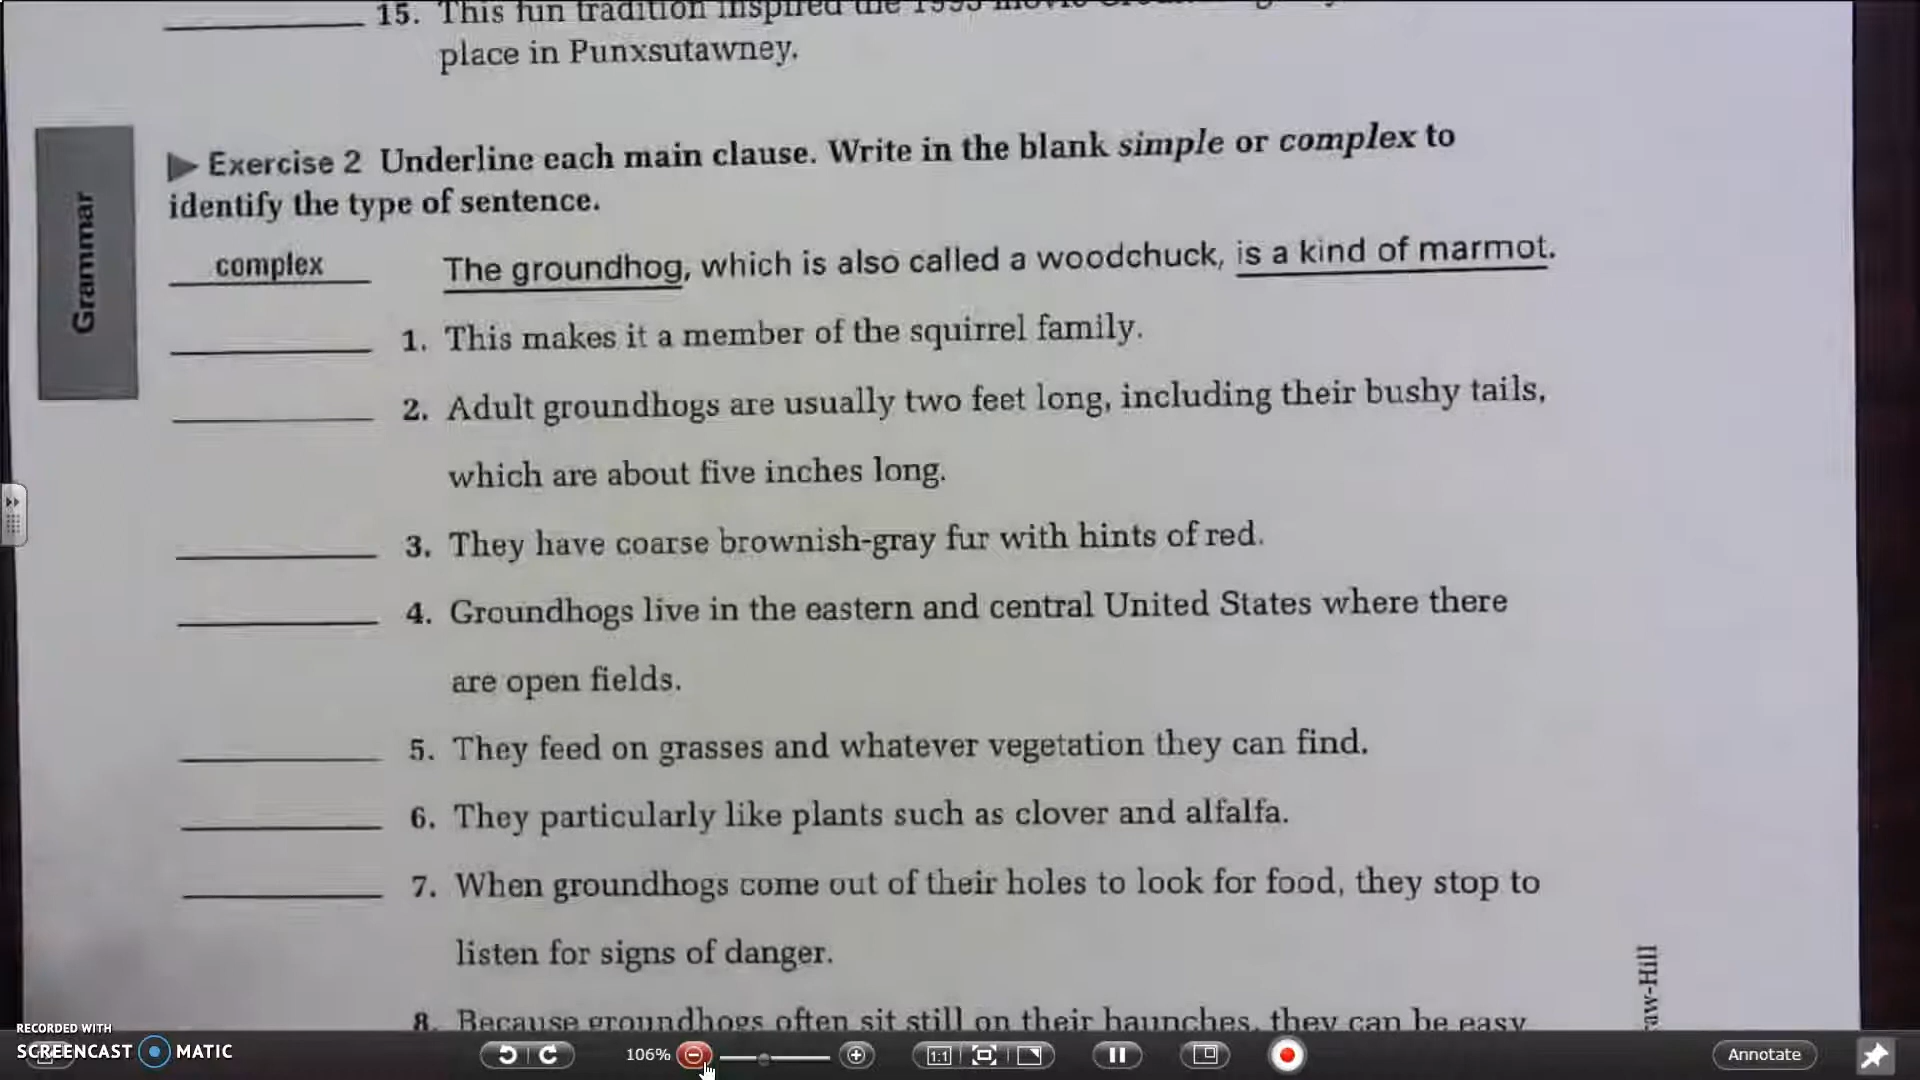 15. This fun tradition inspired the 1993 movie
place in Punxsutawney.
Grammar
Exercise 2 Underline each main clause. Write in the blank simple or complex to
identify the type of sentence.
complex The groundhog, which is also called a woodchuck, is a kind of marmot.
1. This makes it a member of the squirrel family.
2. Adult groundhogs are usually two feet long, including their bushy tails,
which are about five inches long.
3. They have coarse brownish-gray fur with hints of red.
4. Groundhogs live in the eastern and central United States where there
are open fields.
5. They feed on grasses and whatever vegetation they can find.
6. They particularly like plants such as clover and alfalfa.
7. When groundhogs come out of their holes to look for food, they stop to
listen for signs of danger.
8. Because groundhogs often sit still on their haunches, they can be easy
raw-Hill
RECORDED WITH
SCREENCAST MATIC
106%
1:1
Annotate